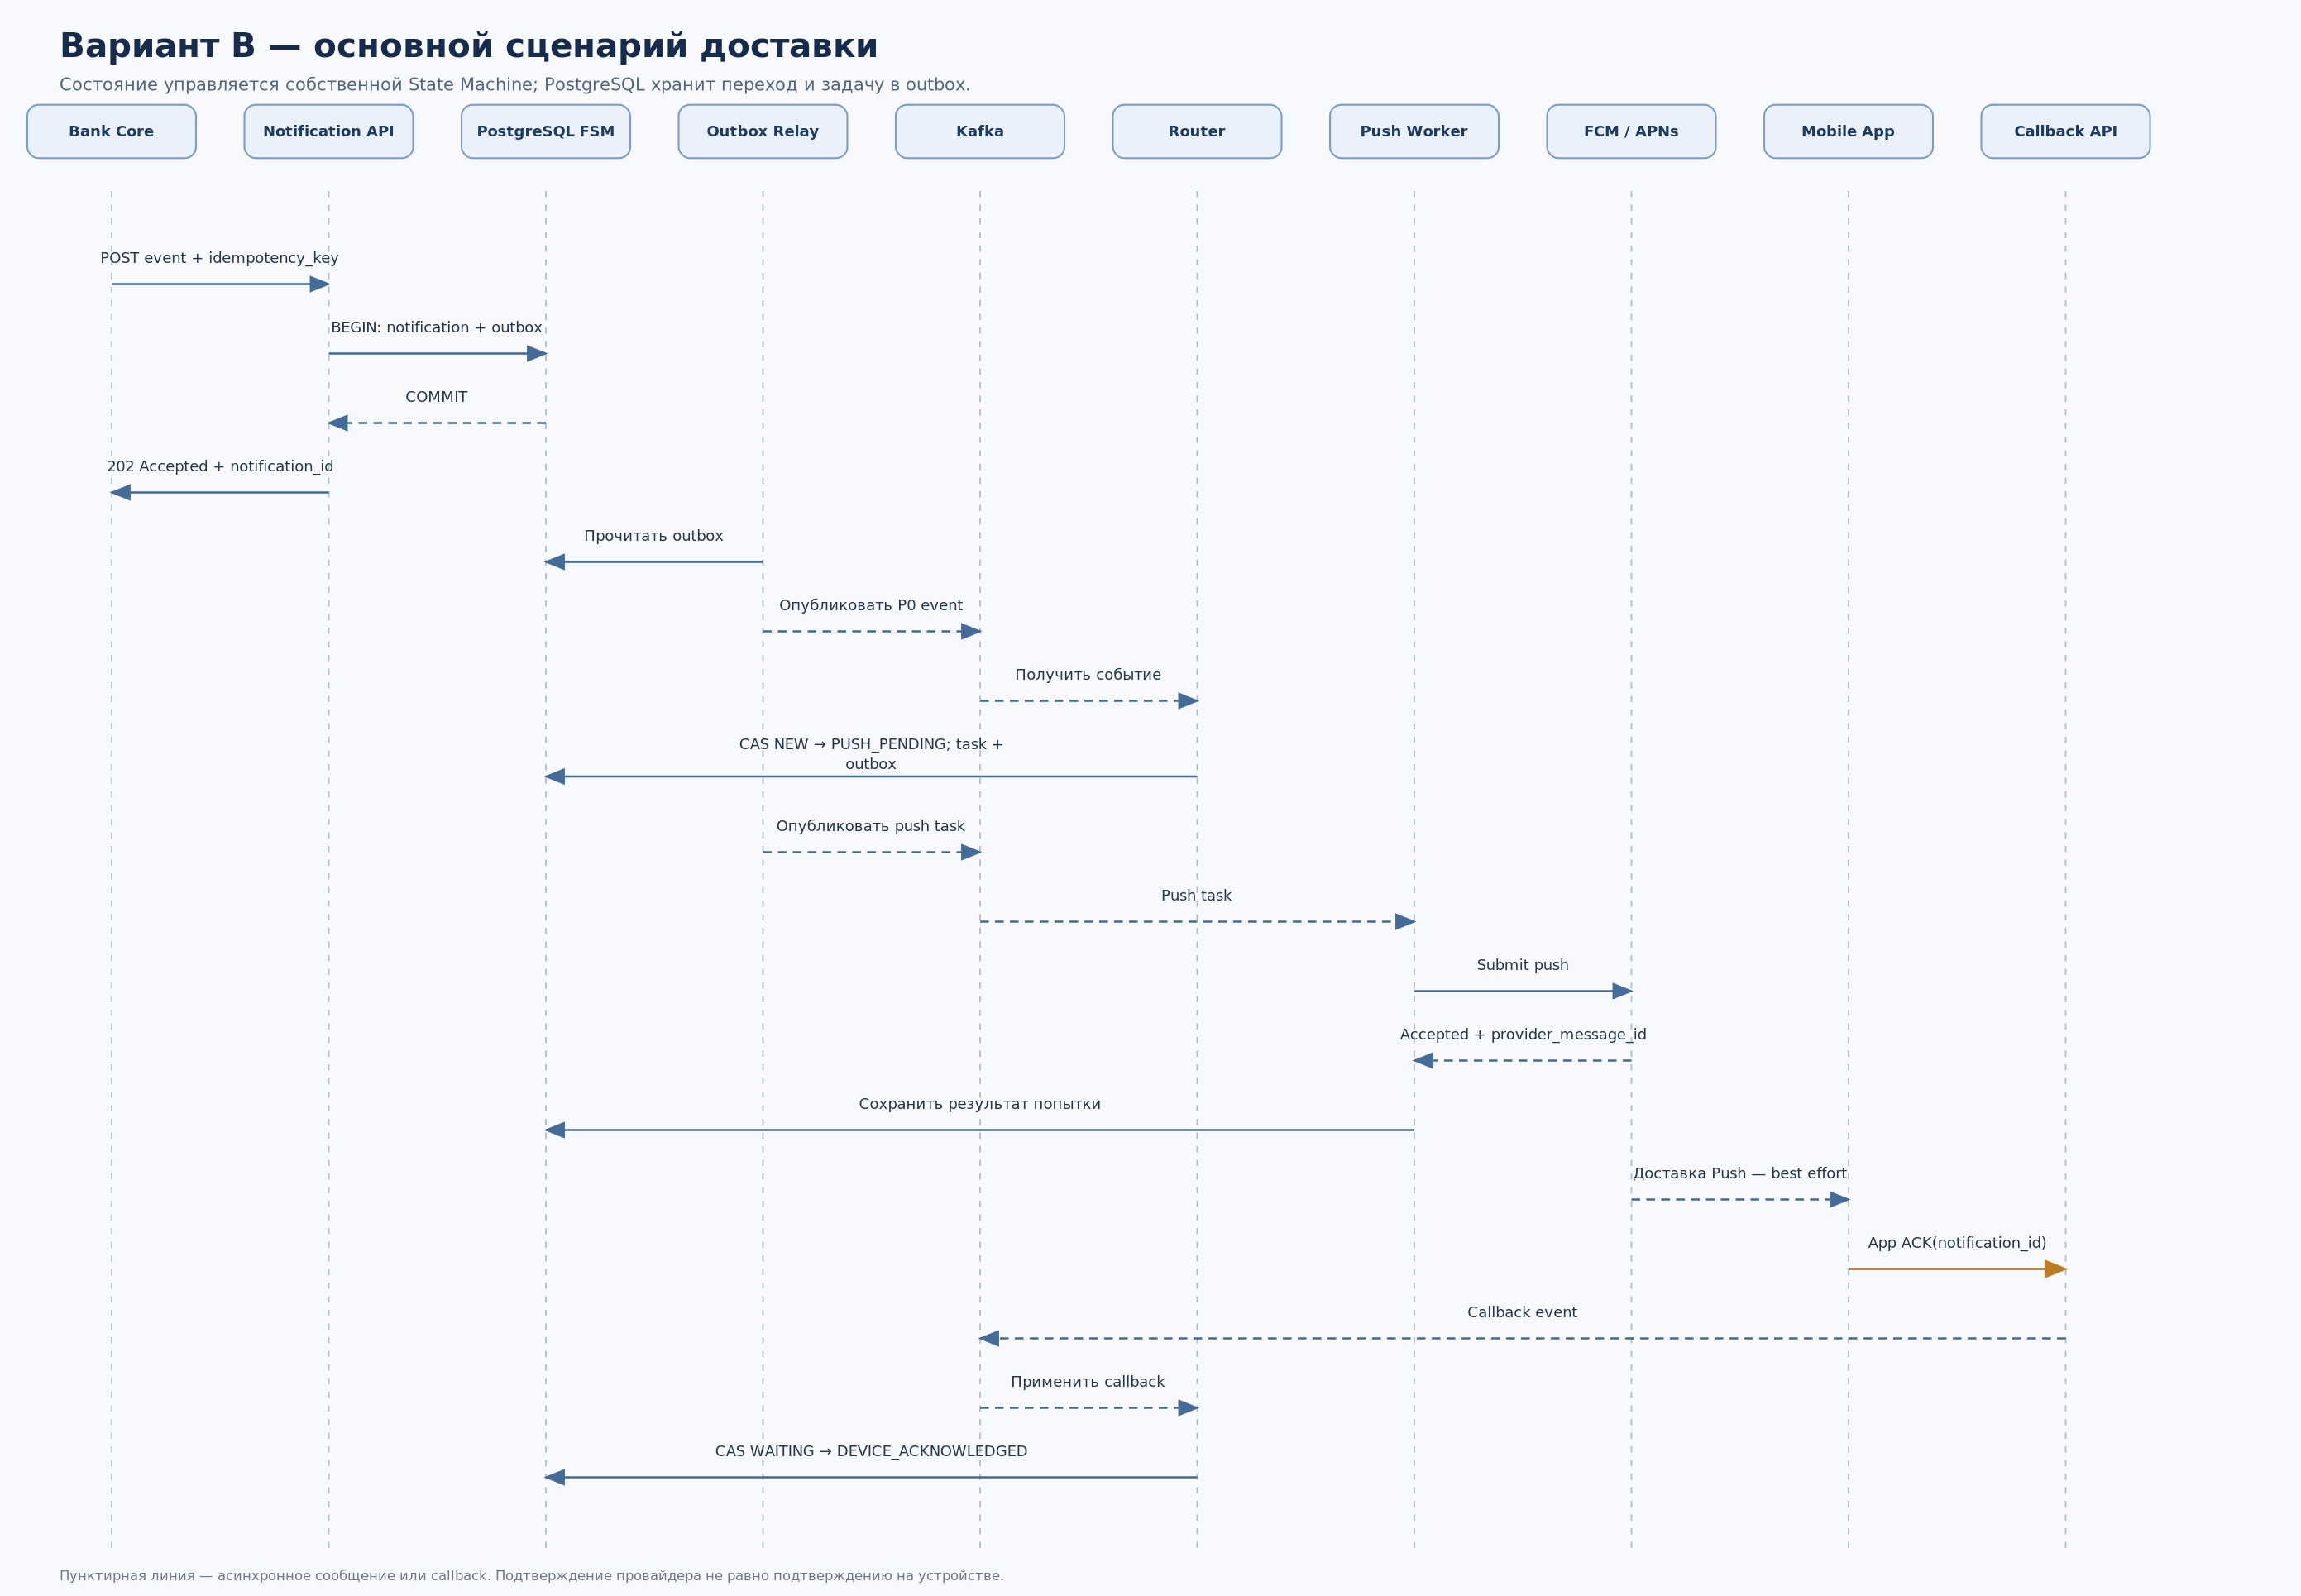 Вариант B — основной сценарий доставки
Состояние управляется собственной State Machine; PostgreSQL хранит переход и задачу в outbox.
Bank Core
Notification API
PostgreSQL FSM
Outbox Relay
Kafka
Router
Push Worker
FCM / APNs
Mobile App
Callback API
POST event + idempotency_key
BEGIN: notification + outbox
COMMIT
202 Accepted + notification_id
Прочитать outbox
Опубликовать P0 event
Получить событие
CAS NEW → PUSH_PENDING; task +
outbox
Опубликовать push task
Push task
Submit push
Accepted + provider_message_id
Сохранить результат попытки
Доставка Push — best effort
App ACK(notification_id)
Callback event
Применить callback
CAS WAITING → DEVICE_ACKNOWLEDGED
Пунктирная линия — асинхронное сообщение или callback. Подтверждение провайдера не равно подтверждению на устройстве.